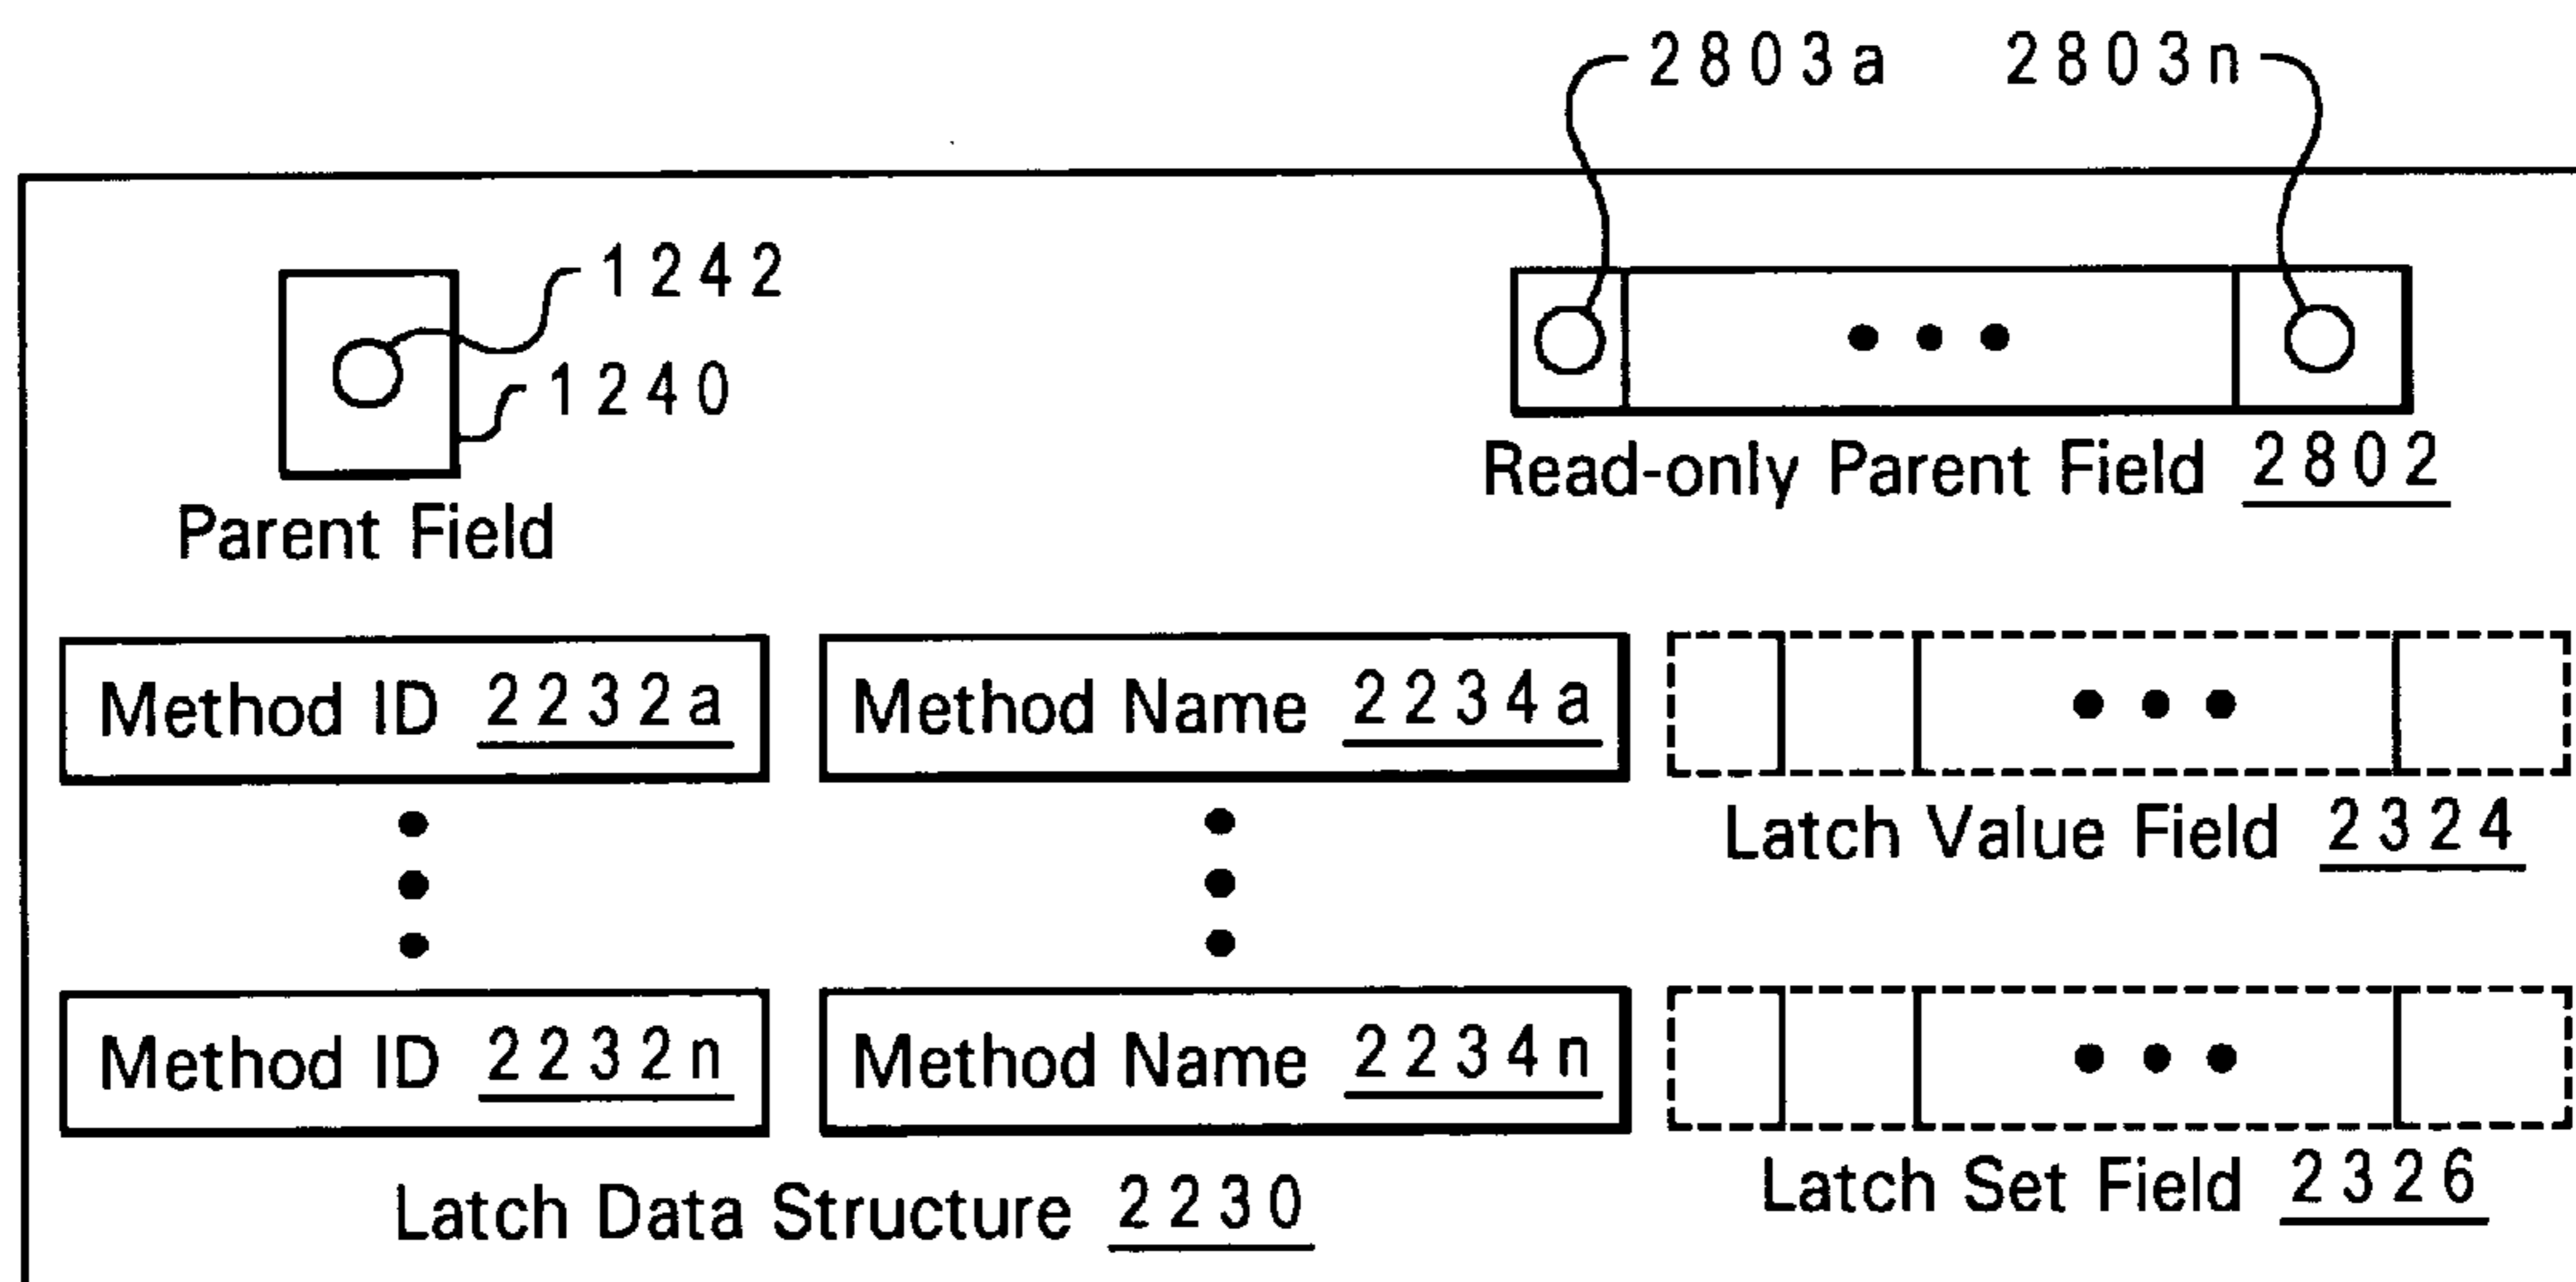 2803a 2803n
1242
1240
Parent Field
Read-only Parent Field 2802
Method ID 2232a
Method Name 2234a
Latch Value Field 2324
Method ID 2232n
Method Name 2234n
Latch Set Field 2326
Latch Data Structure 2230